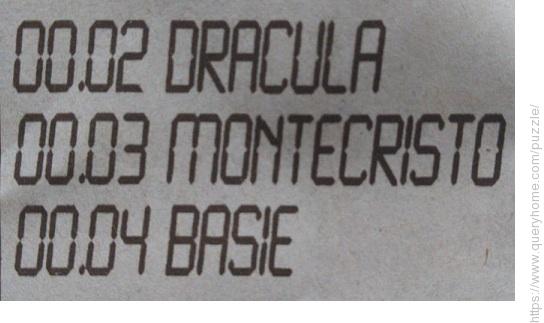 00.02 DRACULA
00.03 MONTECRISTO
00.04 BASIE
https://www.queryhome.com/puzzle/